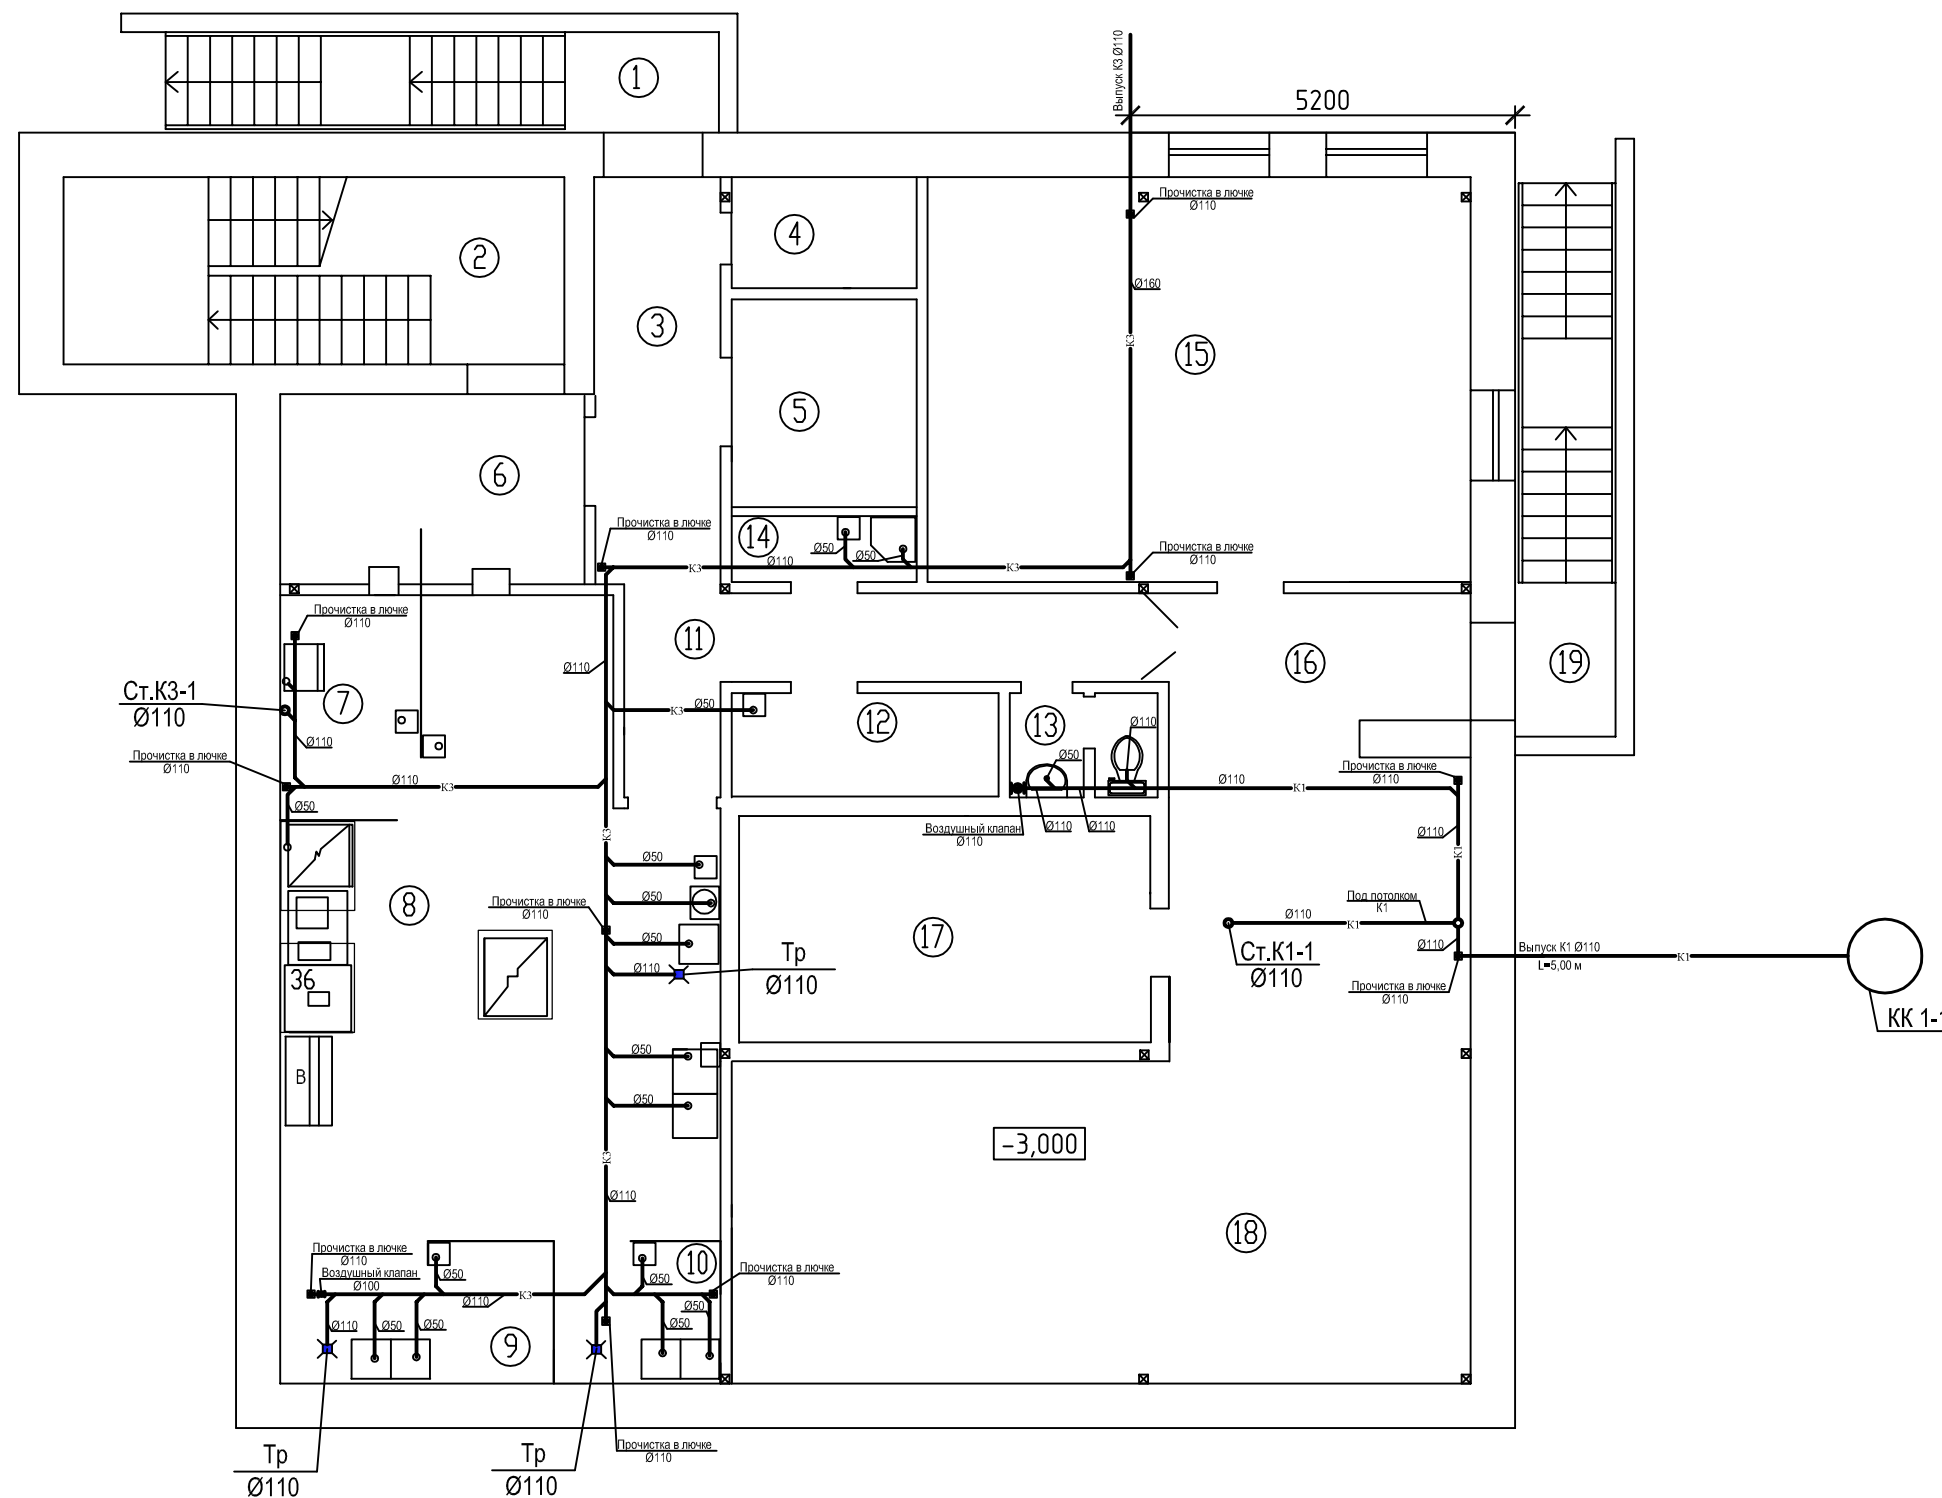 1
Выпуск К3 Ø110
5200
Прочистка в лючке
Ø110
4
2
Ø160
3
К3
15
5
6
Прочистка в лючке
Ø110
14
Ø50
Ø50
Ø110
Прочистка в лючке
Ø110
К3
К3
Прочистка в лючке
Ø110
11
Ø110
16
19
Ст.К3-1
Ø110
7
К3
Ø50
12
13
Ø110
Ø110
Прочистка в лючке
Ø110
Ø50
Прочистка в лючке
Ø110
Ø110
К3
Ø110
К1
Ø50
Воздушный клапан
Ø110
Ø110
Ø110
Ø110
К3
К1
Ø50
8
Прочистка в лючке
Ø110
Ø50
Под потолком
К1
Ø110
К1
17
Ø50
Тр
Ø110
Ø110
Ст.К1-1
Ø110
Ø110
Выпуск К1 Ø110
L=5,00 м
К1
36
Прочистка в лючке
Ø110
КК 1-1
Ø50
В
Ø50
-3,000
К3
Ø110
18
Прочистка в лючке
Ø110
Воздушный клапан
Ø100
Ø50
Ø110
К3
10
Прочистка в лючке
Ø110
Ø50
Ø50
Ø110
Ø50
Ø50
Ø50
9
Тр
Ø110
Тр
Ø110
Прочистка в лючке
Ø110